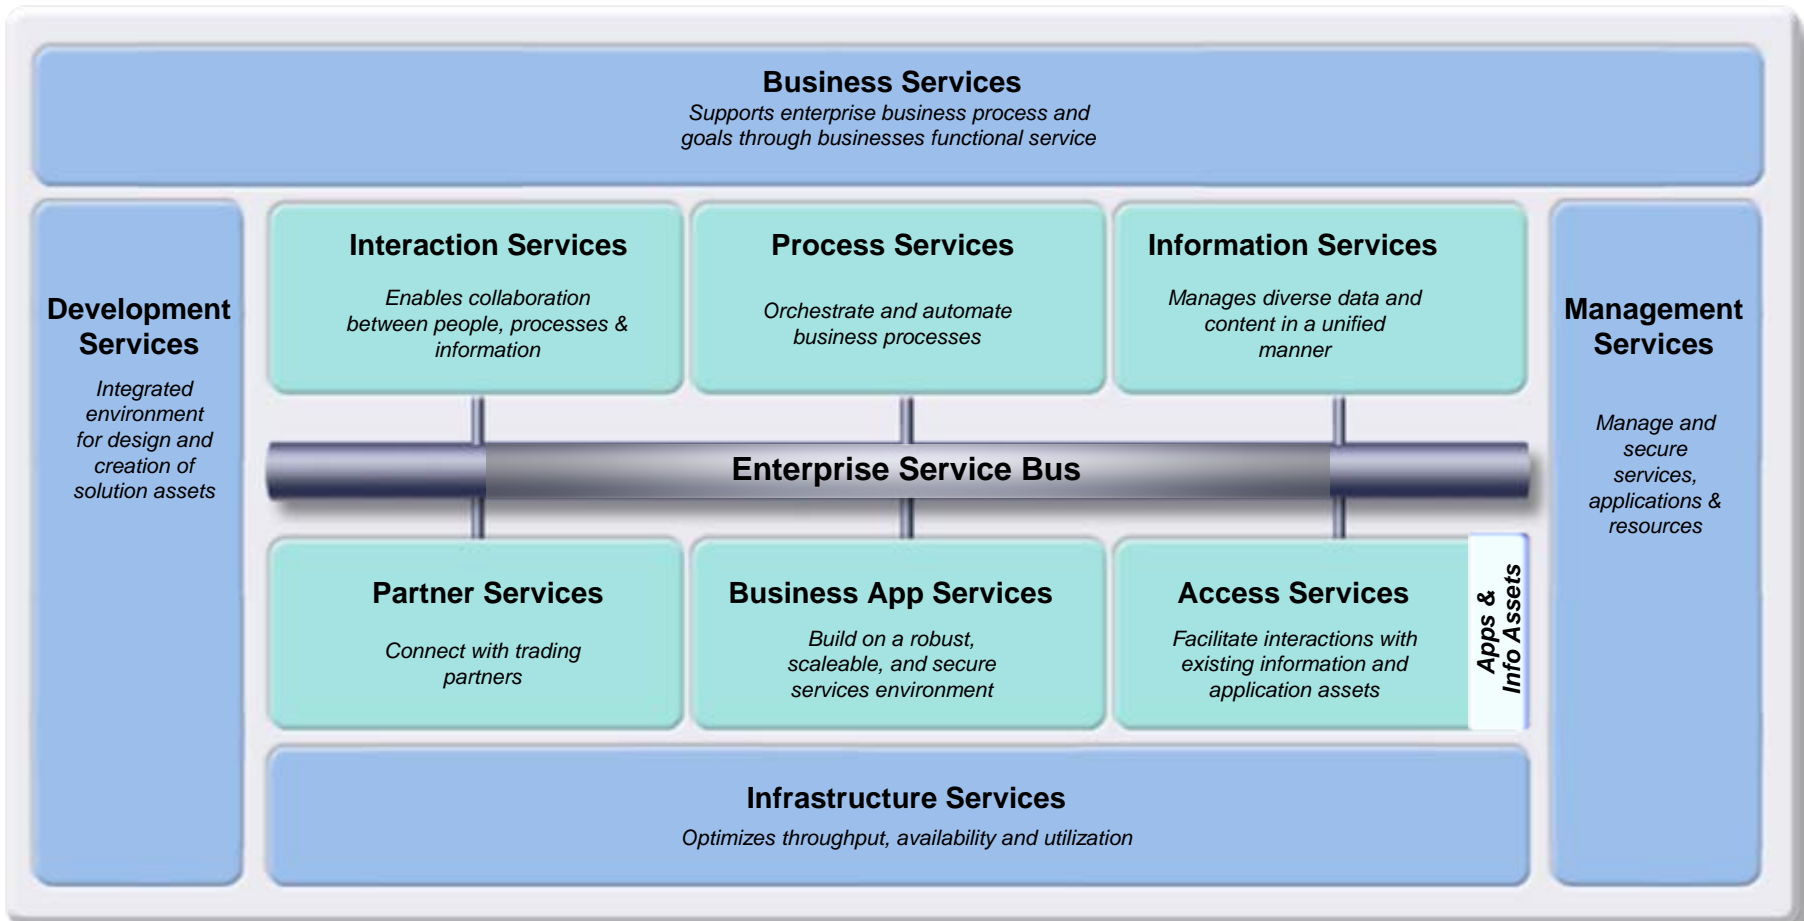 Business Services
Supports enterprise business process and
goals through businesses functional service
Development
Services
Integrated
environment
for design and
creation of
solution assets
Interaction Services
Enables collaboration
between people, processes &
information
Process Services
Orchestrate and automate
business processes
Information Services
Manages diverse data and
content in a unified
manner
Management
Services
Manage and
secure
services,
applications &
resources
Enterprise Service Bus
Partner Services
Connect with trading
partners
Business App Services
Build on a robust,
scaleable, and secure
services environment
Access Services
Facilitate interactions with
existing information and
application assets
Apps &
Info Assets
Infrastructure Services
Optimizes throughput, availability and utilization